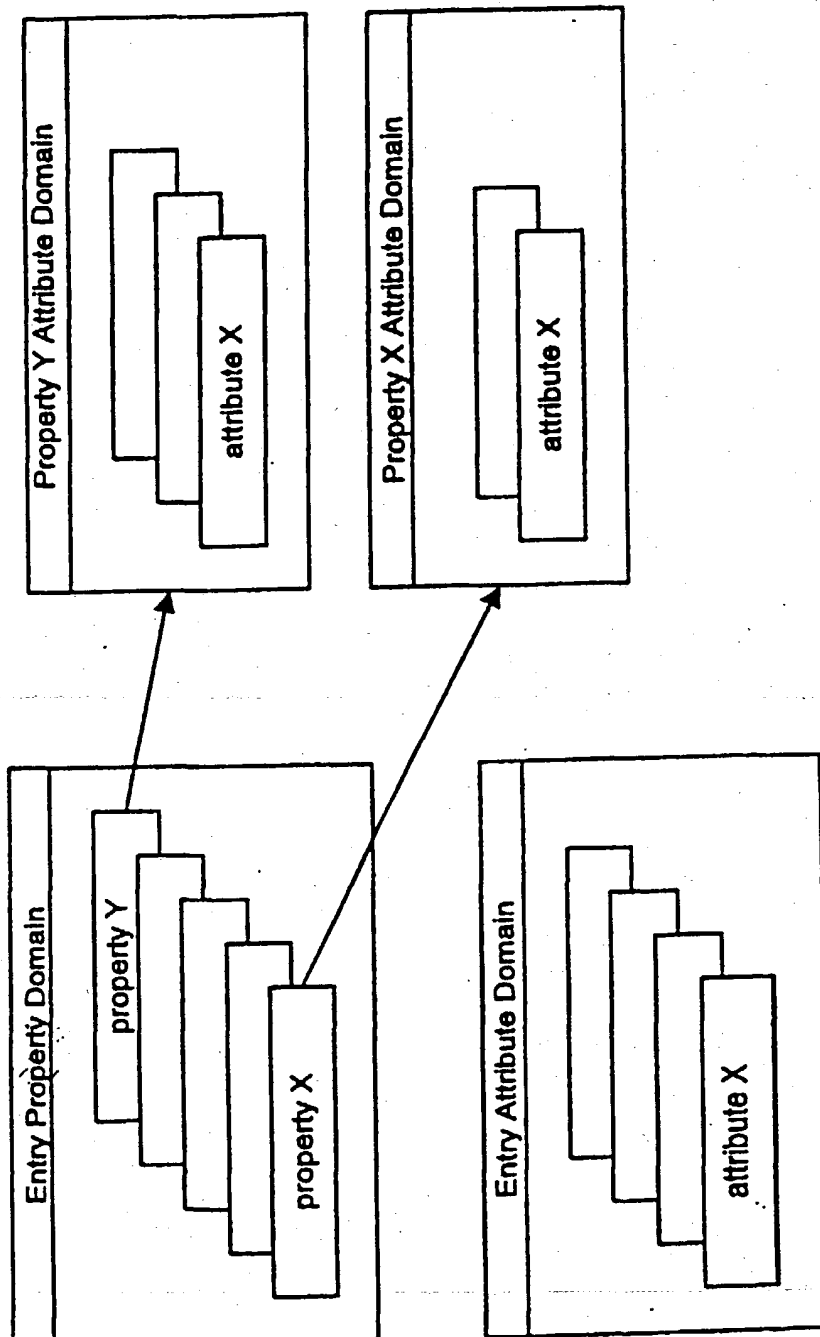 Entry Property Domain
property Y
property X
Entry Attribute Domain
attribute X
Property Y Attribute Domain
attribute X
Property X Attribute Domain
attribute X